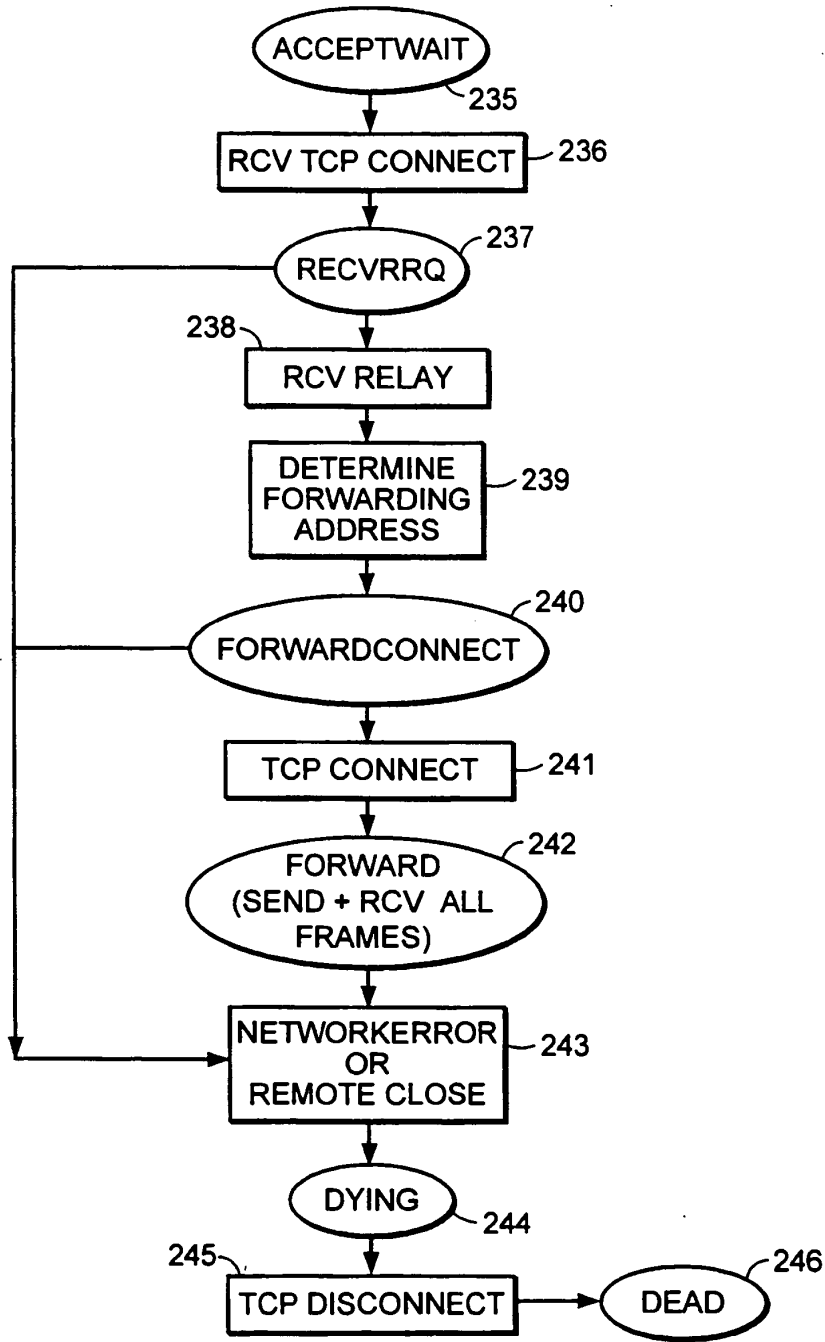 ACCEPTWAIT
235
RCV TCP CONNECT
236
237
RECVRRQ
238
RCV RELAY
DETERMINE
FORWARDING
ADDRESS
239
240
FORWARDCONNECT
TCP CONNECT
241
242
FORWARD
(SEND + RCV ALL
FRAMES)
NETWORKERROR
OR
REMOTE CLOSE
243
DYING
244
245
TCP DISCONNECT
246
DEAD